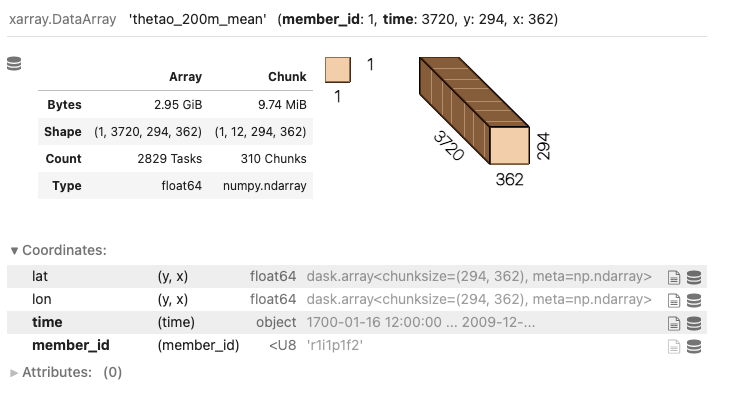 xarray.DataArray 'thetao_200m_mean' (member_id: 1, time: 3720, y: 294, x: 362)
Array Chunk
Bytes 2.95 GiB 9.74 MiB
Shape (1, 3720, 294, 362) (1, 12, 294, 362)
Count 2829 Tasks 310 Chunks
Type float64 numpy.ndarray
1
1
3720
294
362
▼ Coordinates:
lat (y, x) float64 dask.array<chunksize=(294, 362), meta=np.ndarray>
lon (y, x) float64 dask.array<chunksize=(294, 362), meta=np.ndarray>
time (time) object 1700-01-16 12:00:00 ... 2009-12-...
member_id (member_id) <U8 'r1i1p1f2'
► Attributes: (0)